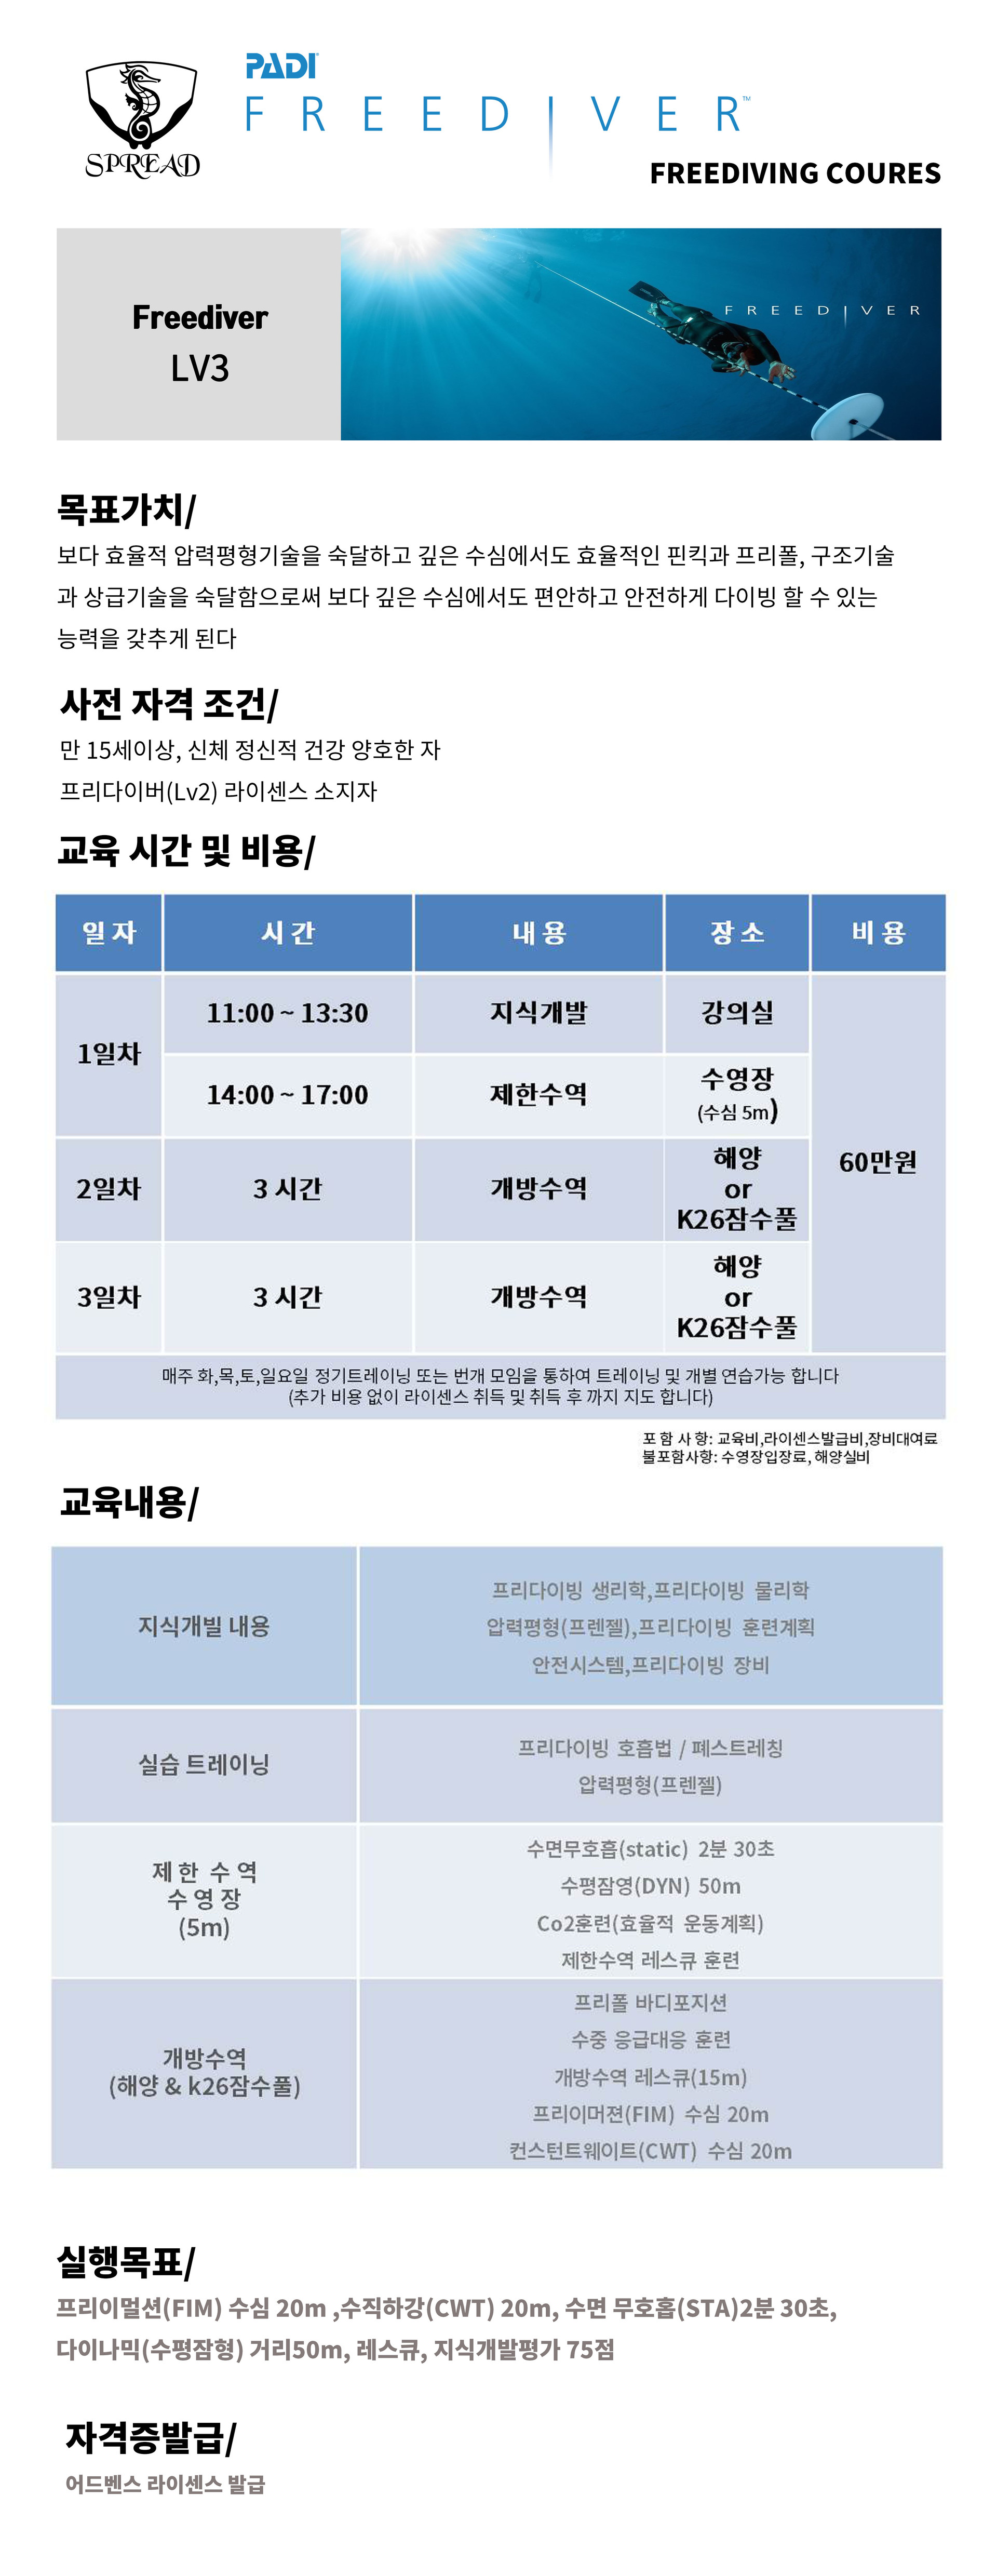 SPREAD
PADI
FREEDIVER™
FREEDIVING COURES
Freediver
LV3
FREEDIVER
목표가치/
보다 효율적 압력평형기술을 숙달하고 깊은 수심에서도 효율적인 핀킥과 프리폴, 구조기술
과 상급기술을 숙달함으로써 보다 깊은 수심에서도 편안하고 안전하게 다이빙 할 수 있는
능력을 갖추게 된다
사전 자격 조건/
만 15세이상, 신체 정신적 건강 양호한 자
프리다이버(Lv2) 라이센스 소지자
교육 시간 및 비용/
일 자 시 간 내 용 장 소 비 용
1일차 11:00 ~ 13:30 지식개발 강의실
14:00 ~ 17:00 제한수역 수영장
(수심 5m)
60만원
2일차 3 시간 개방수역 해양
or
K26잠수풀
3일차 3 시간 개방수역 해양
or
K26잠수풀
매주 화,목,토,일요일 정기트레이닝 또는 번개 모임을 통하여 트레이닝 및 개별 연습가능 합니다
(추가 비용 없이 라이센스 취득 및 취득 후 까지 지도 합니다)
포 함 사 항: 교육비,라이센스발급비,장비대여료
불포함사항: 수영장입장료, 해양실비
교육내용/
지식개빌 내용
프리다이빙 생리학,프리다이빙 물리학
압력평형(프렌젤),프리다이빙 훈련계획
안전시스템,프리다이빙 장비
실습 트레이닝
프리다이빙 호흡법 / 폐스트레칭
압력평형(프렌젤)
제 한 수 역
수 영 장
(5m)
수면무호흡(static) 2분 30초
수평잠영(DYN) 50m
Co2훈련(효율적 운동계획)
제한수역 레스큐 훈련
개방수역
(해양 & k26잠수풀)
프리폴 바디포지션
수중 응급대응 훈련
개방수역 레스큐(15m)
프리이머젼(FIM) 수심 20m
컨스턴트웨이트(CWT) 수심 20m
실행목표/
프리이멀션(FIM) 수심 20m ,수직하강(CWT) 20m, 수면 무호홉(STA)2분 30초,
다이나믹(수평잠형) 거리50m, 레스큐, 지식개발평가 75점
자격증발급/
어드벤스 라이센스 발급